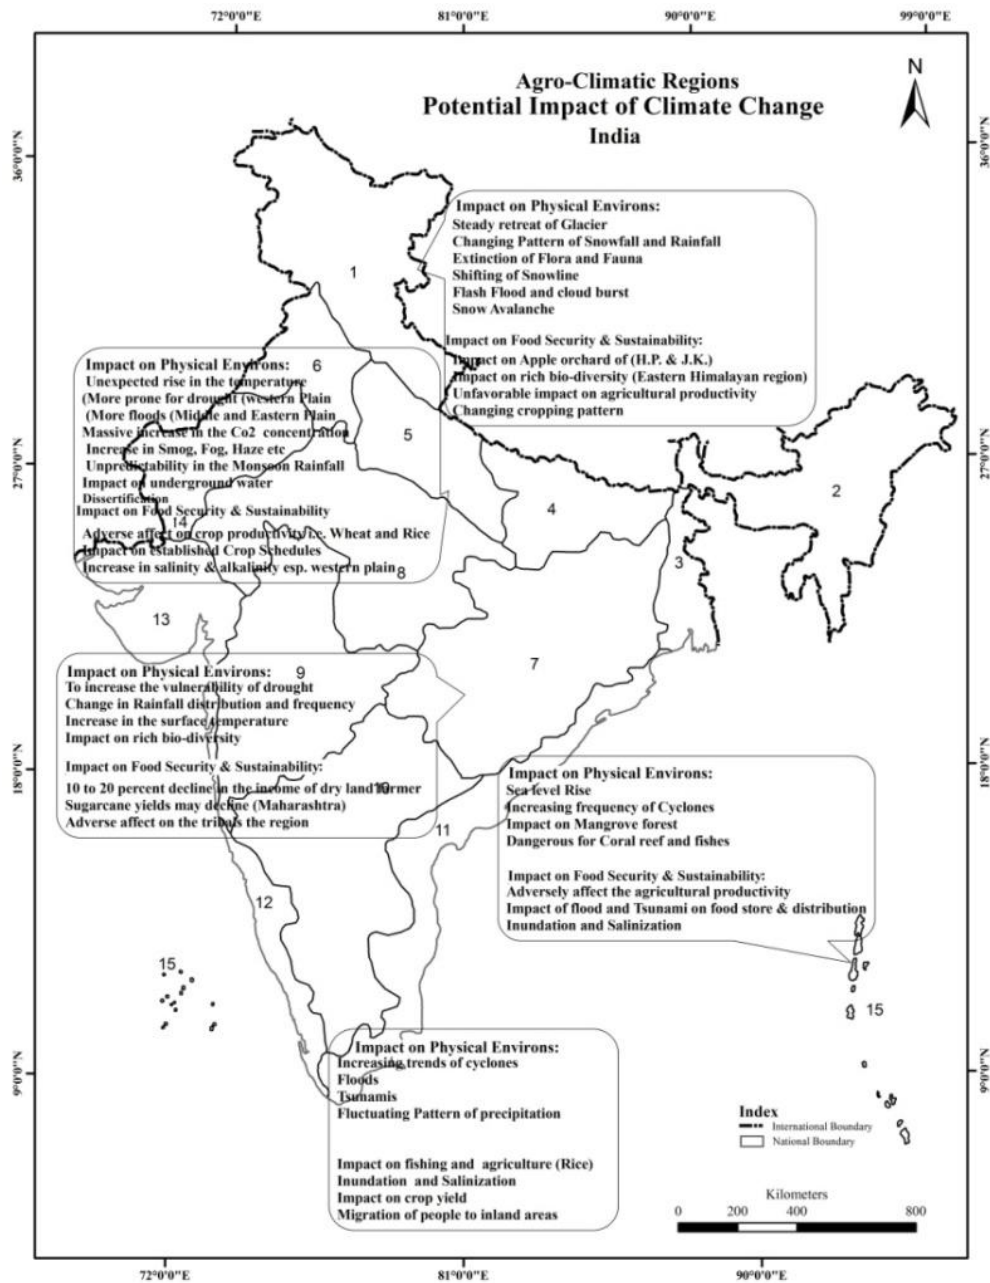 72°0'0"E 81°0'0"E 90°0'0"E 99°0'0"E
N
Agro-Climatic Regions
Potential Impact of Climate Change
India
36°0'0"N
36°0'0"N
Impact on Physical Environs:
Steady retreat of Glacier
Changing Pattern of Snowfall and Rainfall
Extinction of Flora and Fauna
Shifting of Snowline
Flash Flood and cloud burst
Snow Avalanche
Impact on Food Security & Sustainability:
Impact on Apple orchard of (H.P. & J.K.)
Impact on rich bio-diversity (Eastern Himalayan region)
Unfavorable impact on agricultural productivity
Changing cropping pattern
1
6
5
2
4
3
14
8
13
7
9
10
11
12
15
15
27°0'0"N
27°0'0"N
Impact on Physical Environs:
Unexpected rise in the temperature
(More prone for drought (western Plain
(More floods (Middle and Eastern Plain
Massive increase in the Co2 concentration
Increase in Smog, Fog, Haze etc
Unpredictability in the Monsoon Rainfall
Impact on underground water
Dissertification
Impact on Food Security & Sustainability
Adverse affect on crop productivity/i.e. Wheat and Rice
Impact on established Crop Schedules
Increase in salinity & alkalinity esp. western plain
Impact on Physical Environs:
To increase the vulnerability of drought
Change in Rainfall distribution and frequency
Increase in the surface temperature
Impact on rich bio-diversity
Impact on Food Security & Sustainability:
10 to 20 percent decline in the income of dry land farmer
Sugarcane yields may decline (Maharashtra)
Adverse affect on the tribals the region
18°0'0"N
18°0'0"N
Impact on Physical Environs:
Sea level Rise
Increasing frequency of Cyclones
Impact on Mangrove forest
Dangerous for Coral reef and fishes
Impact on Food Security & Sustainability:
Adversely affect the agricultural productivity
Impact of flood and Tsunami on food store & distribution
Inundation and Salinization
Impact on Physical Environs:
Increasing trends of cyclones
Floods
Tsunamis
Fluctuating Pattern of precipitation
Impact on fishing and agriculture (Rice)
Inundation and Salinization
Impact on crop yield
Migration of people to inland areas
9°0'0"N
9°0'0"N
Index
International Boundary
National Boundary
Kilometers
0 200 400 800
72°0'0"E 81°0'0"E 90°0'0"E